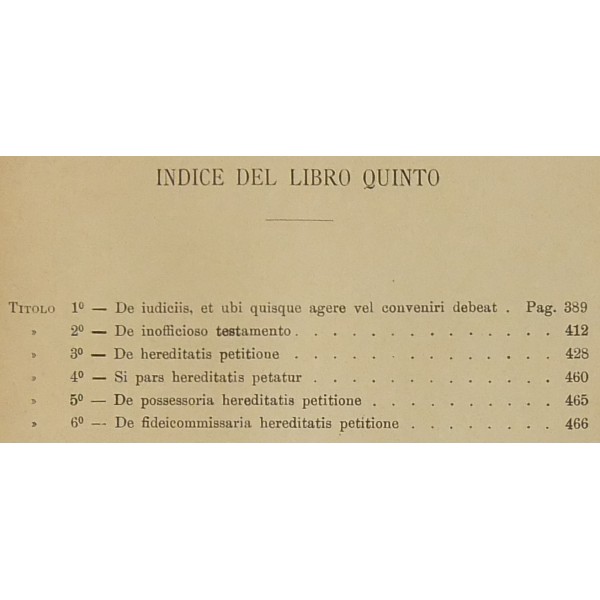 INDICE DEL LIBRO QUINTO
TITOLO 1º — De iudiciis, et ubi quisque agere vel conveniri debeat . Pag. 389
» 2º — De inofficioso testamento . . . . . . . . . . . . . 412
» 3º — De hereditatis petitione . . . . . . . . . . . . . . 428
» 4º — Si pars hereditatis petatur . . . . . . . . . . . . 460
» 5º — De possessoria hereditatis petitione . . . . . . . . . 465
» 6º — De fideicommissaria hereditatis petitione . . . . . . . . 466